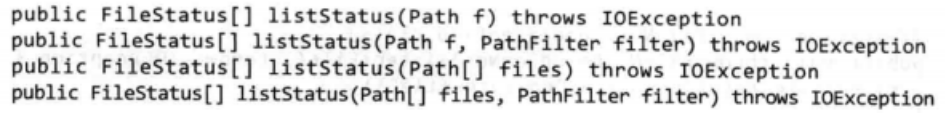 public FileStatus[] listStatus(Path f) throws IOException
public FileStatus[] listStatus(Path f, PathFilter filter) throws IOException
public FileStatus[] listStatus(Path[] files) throws IOException
public FileStatus[] listStatus(Path[] files, PathFilter filter) throws IOException